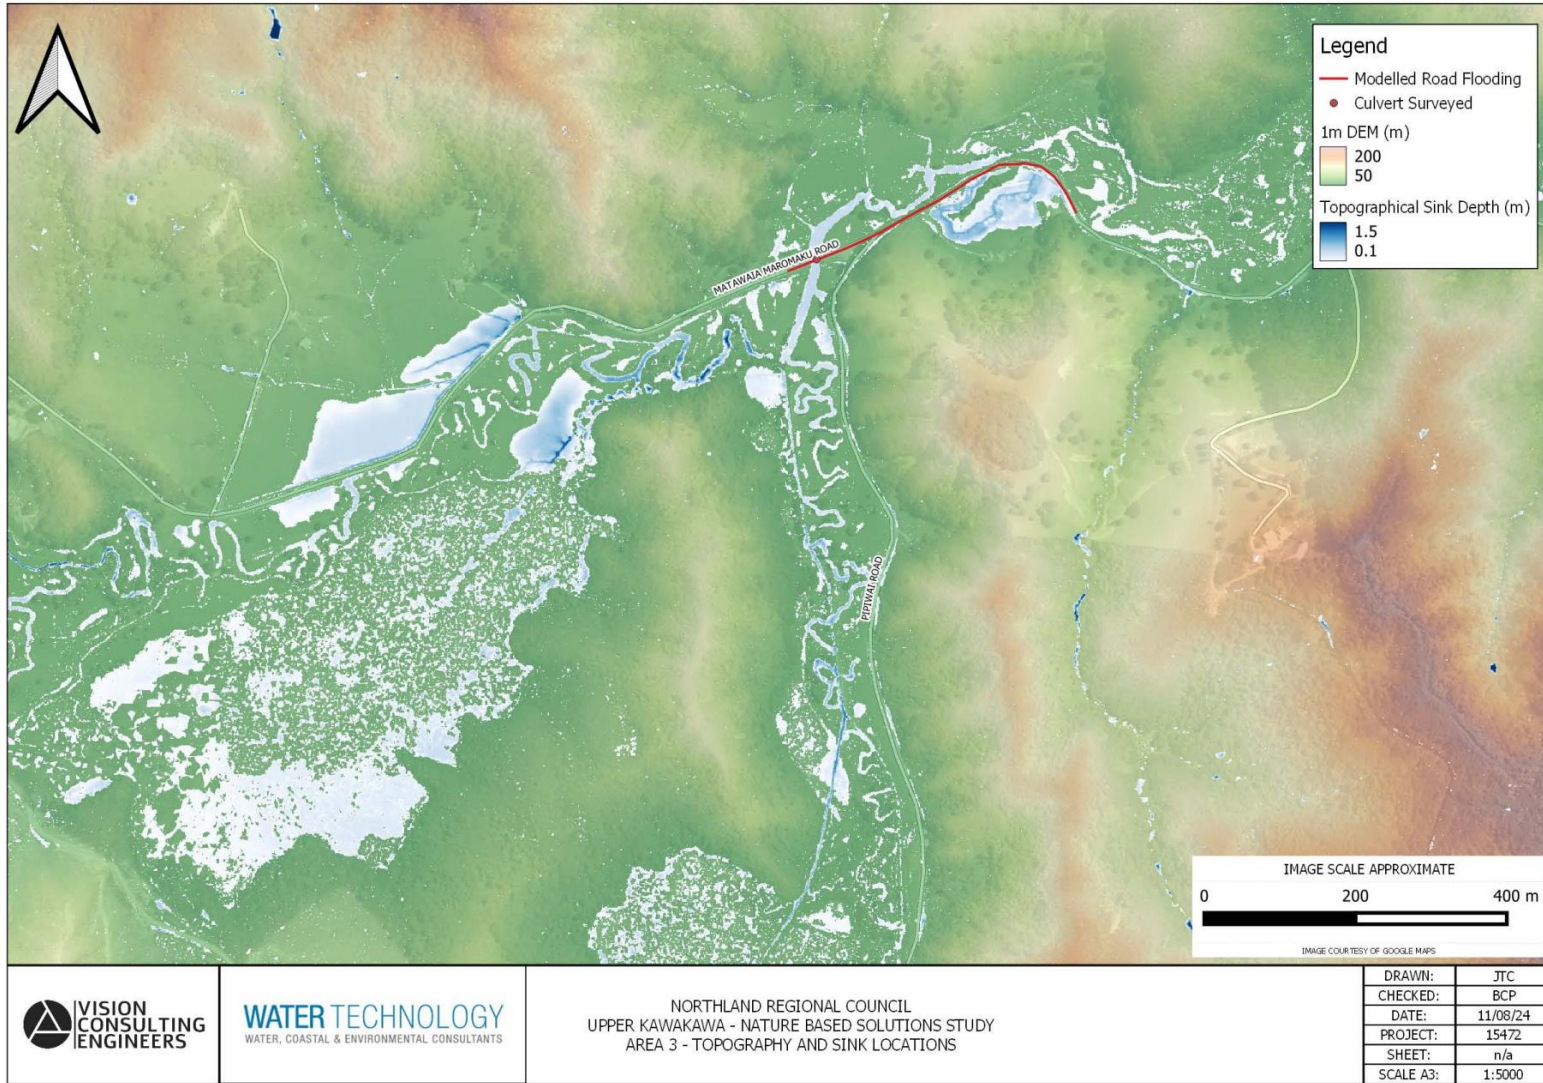 Legend
Modelled Road Flooding
Culvert Surveyed
1m DEM (m)
200
50
Topographical Sink Depth (m)
1.5
0.1
MATAWAIA MAROMAKU ROAD
PIPIWAI ROAD
IMAGE SCALE APPROXIMATE
0 200 400 m
IMAGE COURTESY OF GOOGLE MAPS
VISION
CONSULTING
ENGINEERS
WATER TECHNOLOGY
WATER, COASTAL & ENVIRONMENTAL CONSULTANTS
NORTHLAND REGIONAL COUNCIL
UPPER KAWAKAWA - NATURE BASED SOLUTIONS STUDY
AREA 3 - TOPOGRAPHY AND SINK LOCATIONS
DRAWN: JTC
CHECKED: BCP
DATE: 11/08/24
PROJECT: 15472
SHEET: n/a
SCALE A3: 1:5000